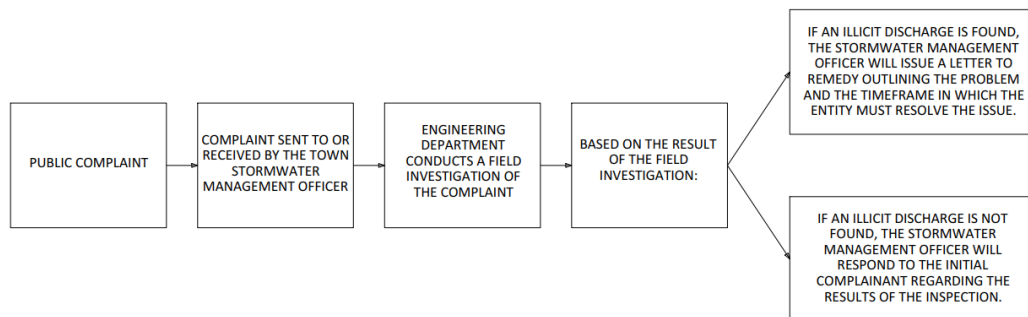 PUBLIC COMPLAINT
COMPLAINT SENT TO OR
RECEIVED BY THE TOWN
STORMWATER
MANAGEMENT OFFICER
ENGINEERING
DEPARTMENT
CONDUCTS A FIELD
INVESTIGATION OF
THE COMPLAINT
BASED ON THE RESULT
OF THE FIELD
INVESTIGATION:
IF AN ILLICIT DISCHARGE IS FOUND,
THE STORMWATER MANAGEMENT
OFFICER WILL ISSUE A LETTER TO
REMEDY OUTLINING THE PROBLEM
AND THE TIMEFRAME IN WHICH THE
ENTITY MUST RESOLVE THE ISSUE.
IF AN ILLICIT DISCHARGE IS NOT
FOUND, THE STORMWATER
MANAGEMENT OFFICER WILL
RESPOND TO THE INITIAL
COMPLAINANT REGARDING THE
RESULTS OF THE INSPECTION.